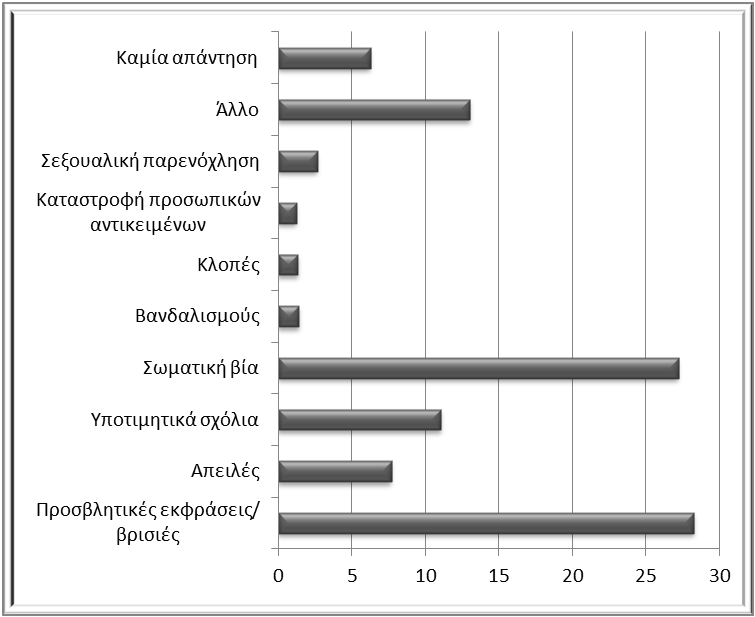 Καμία απάντηση
Άλλο
Σεξουαλική παρενόχληση
Καταστροφή προσωπικών
αντικειμένων
Κλοπές
Βανδαλισμούς
Σωματική βία
Υποτιμητικά σχόλια
Απειλές
Προσβλητικές εκφράσεις/
βρισιές
0 5 10 15 20 25 30